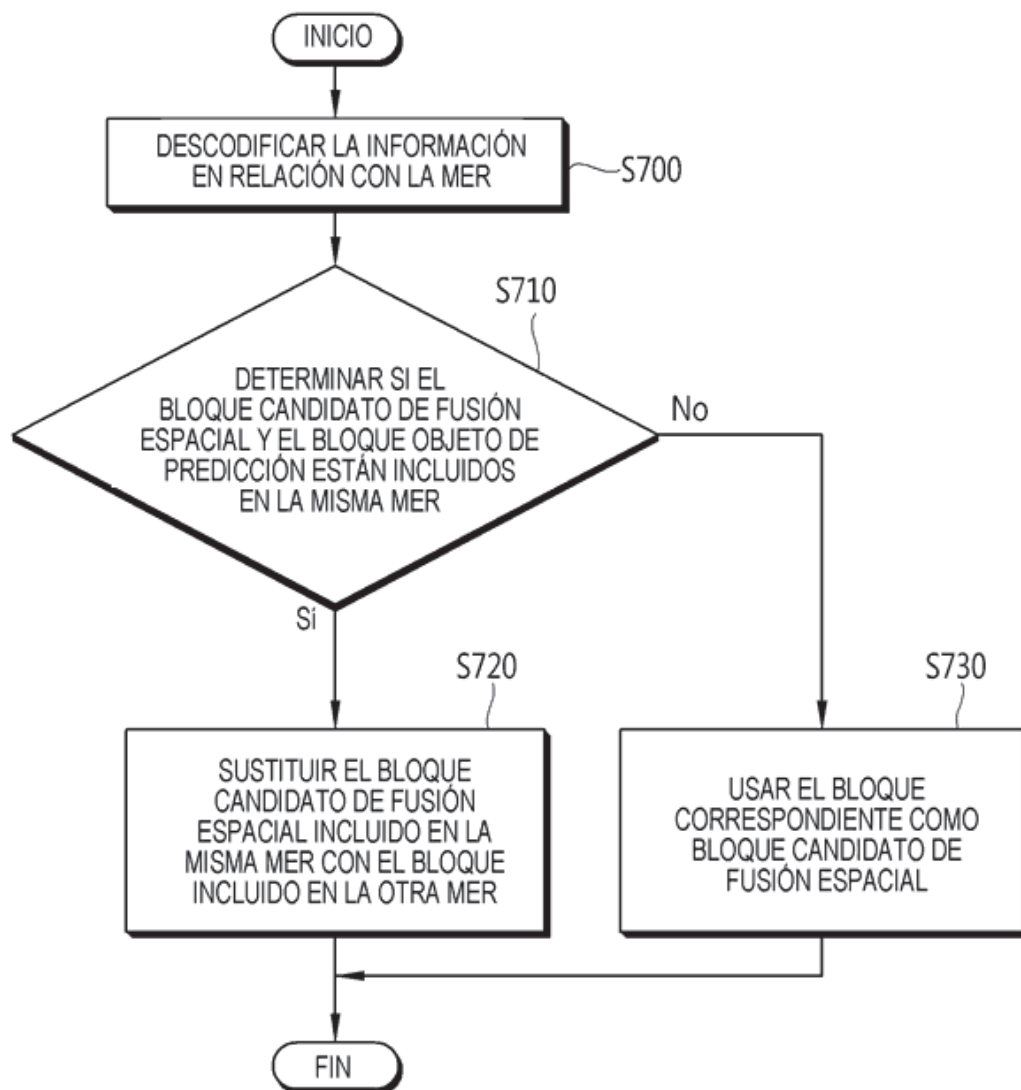 INICIO
DESCODIFICAR LA INFORMACIÓN
EN RELACIÓN CON LA MER
S700
S710
DETERMINAR SI EL
BLOQUE CANDIDATO DE FUSIÓN
ESPACIAL Y EL BLOQUE OBJETO DE
PREDICCIÓN ESTÁN INCLUIDOS
EN LA MISMA MER
No
Sí
S720
SUSTITUIR EL BLOQUE
CANDIDATO DE FUSIÓN
ESPACIAL INCLUIDO EN LA
MISMA MER CON EL BLOQUE
INCLUIDO EN LA OTRA MER
S730
USAR EL BLOQUE
CORRESPONDIENTE COMO
BLOQUE CANDIDATO DE
FUSIÓN ESPACIAL
FIN